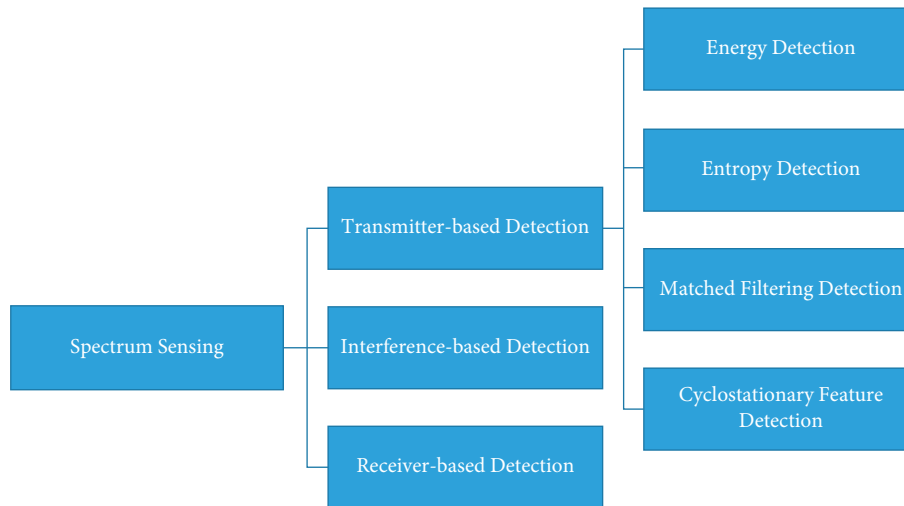 Spectrum Sensing
Transmitter-based Detection
Interference-based Detection
Receiver-based Detection
Energy Detection
Entropy Detection
Matched Filtering Detection
Cyclostationary Feature
Detection